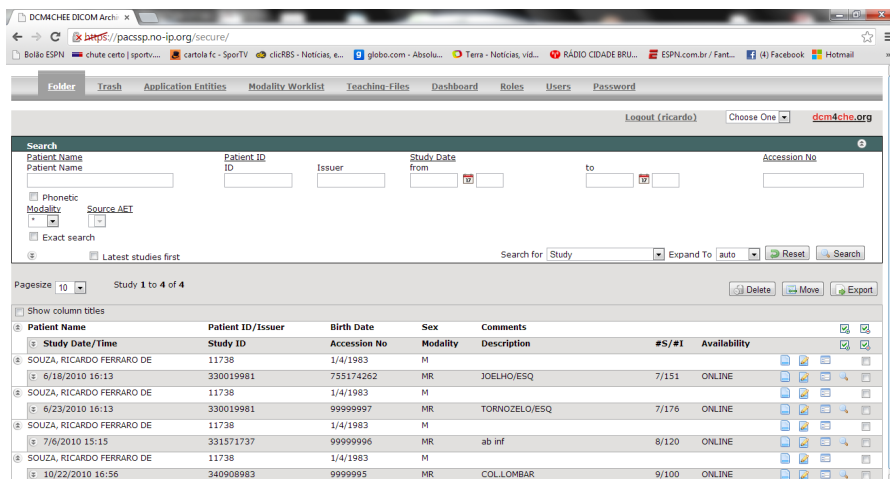 DCM4CHEE DICOM Archi ×
https://pacssp.no-ip.org/secure/
Bolão ESPN chute certo | sportv.... cartola fc - SporTV clicRBS - Notícias, e... globo.com - Absolu... Terra - Notícias, víd... RÁDIO CIDADE BRU... ESPN.com.br / Fant... (4) Facebook Hotmail »
Folder Trash Application Entities Modality Worklist Teaching-Files Dashboard Roles Users Password
Logout (ricardo) Choose One dcm4che.org
Search
Patient Name Patient ID Study Date Accession No
Patient Name ID Issuer from to
17 17
Phonetic
Modality Source AET
*
Exact search
Latest studies first Search for Study Expand To auto Reset Search
Pagesize 10 Study 1 to 4 of 4 Delete Move Export
Show column titles
Patient Name Patient ID/Issuer Birth Date Sex Comments
Study Date/Time Study ID Accession No Modality Description #S/#I Availability
SOUZA, RICARDO FERRARO DE 11738 1/4/1983 M
6/18/2010 16:13 330019981 755174262 MR JOELHO/ESQ 7/151 ONLINE
SOUZA, RICARDO FERRARO DE 11738 1/4/1983 M
6/23/2010 16:13 330019981 99999997 MR TORNOZELO/ESQ 7/176 ONLINE
SOUZA, RICARDO FERRARO DE 11738 1/4/1983 M
7/6/2010 15:15 331571737 99999996 MR ab inf 8/120 ONLINE
SOUZA, RICARDO FERRARO DE 11738 1/4/1983 M
10/22/2010 16:56 340908983 9999995 MR COL.LOMBAR 9/100 ONLINE